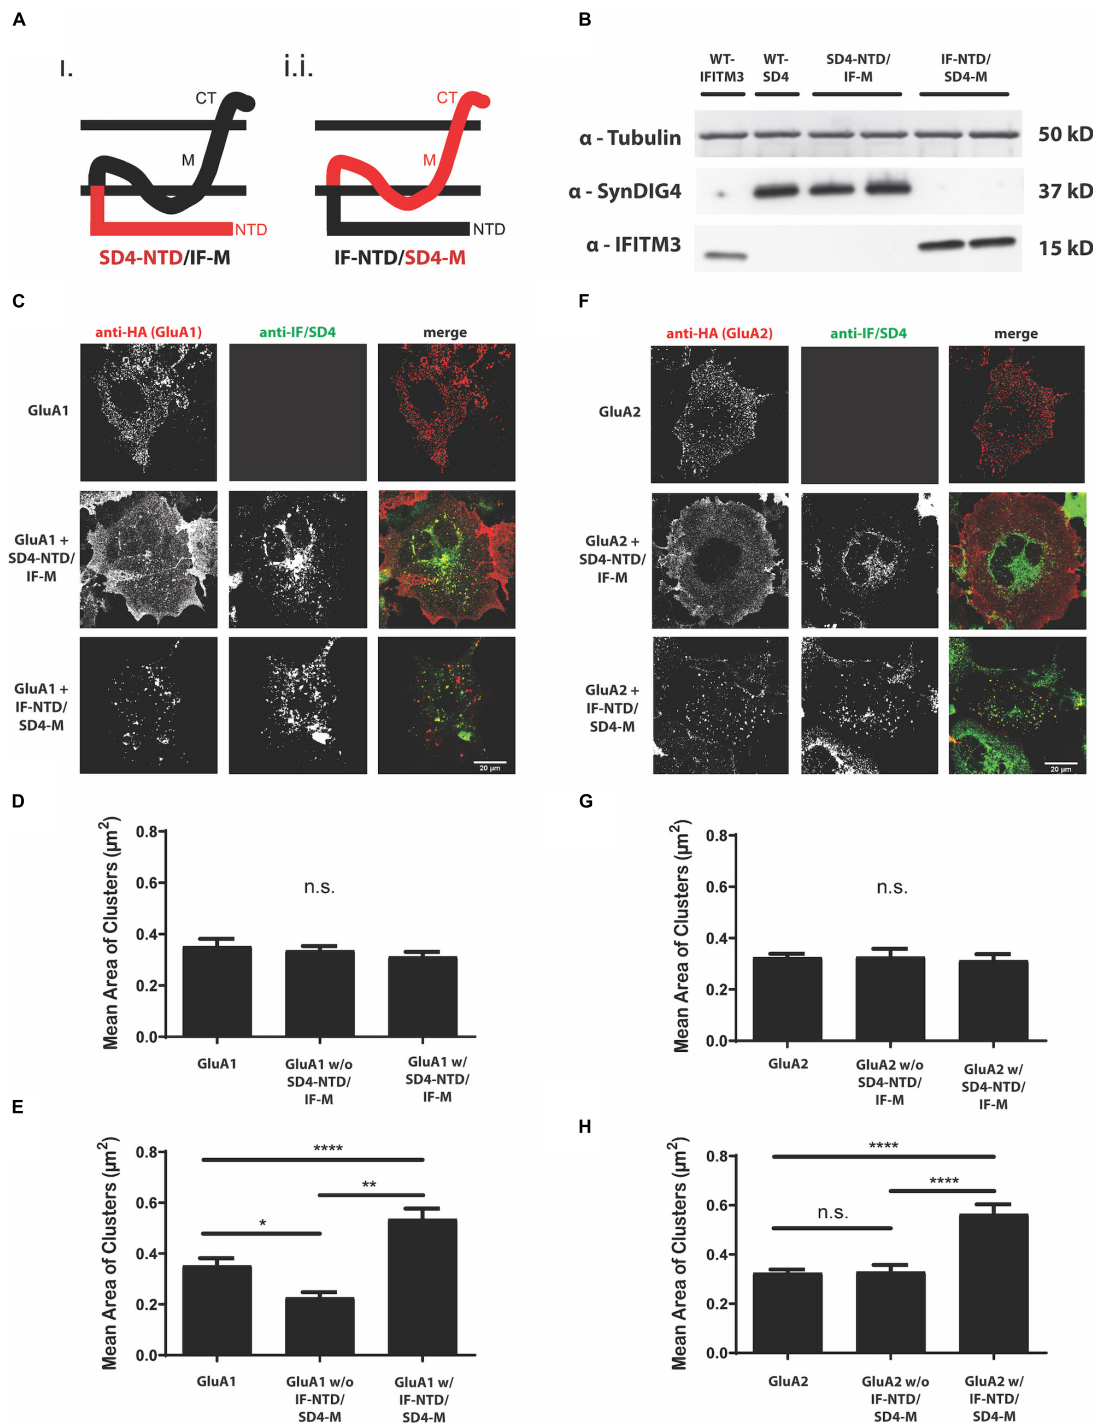 A
B
i.
CT
M
NTD
SD4-NTD/IF-M
i.i.
CT
M
NTD
IF-NTD/SD4-M
WT-
IFITM3
WT-
SD4
SD4-NTD/
IF-M
IF-NTD/
SD4-M
α - Tubulin
50 kD
α - SynDIG4
37 kD
α - IFITM3
15 kD
C
anti-HA (GluA1)
anti-IF/SD4
merge
GluA1
GluA1 +
SD4-NTD/
IF-M
GluA1 +
IF-NTD/
SD4-M
20 µm
F
anti-HA (GluA2)
anti-IF/SD4
merge
GluA2
GluA2 +
SD4-NTD/
IF-M
GluA2 +
IF-NTD/
SD4-M
20 µm
D
Mean Area of Clusters (µm²)
0.8
0.6
0.4
0.2
0.0
n.s.
GluA1
GluA1 w/o
SD4-NTD/
IF-M
GluA1 w/
SD4-NTD/
IF-M
G
Mean Area of Clusters (µm²)
0.8
0.6
0.4
0.2
0.0
n.s.
GluA2
GluA2 w/o
SD4-NTD/
IF-M
GluA2 w/
SD4-NTD/
IF-M
E
Mean Area of Clusters (µm²)
0.8
0.6
0.4
0.2
0.0
****
**
*
GluA1
GluA1 w/o
IF-NTD/
SD4-M
GluA1 w/
IF-NTD/
SD4-M
H
Mean Area of Clusters (µm²)
0.8
0.6
0.4
0.2
0.0
****
****
n.s.
GluA2
GluA2 w/o
IF-NTD/
SD4-M
GluA2 w/
IF-NTD/
SD4-M